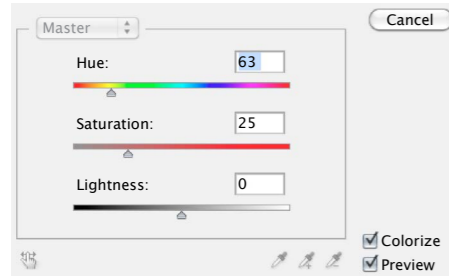 Master
Cancel
Hue: 63
Saturation: 25
Lightness: 0
Colorize
Preview